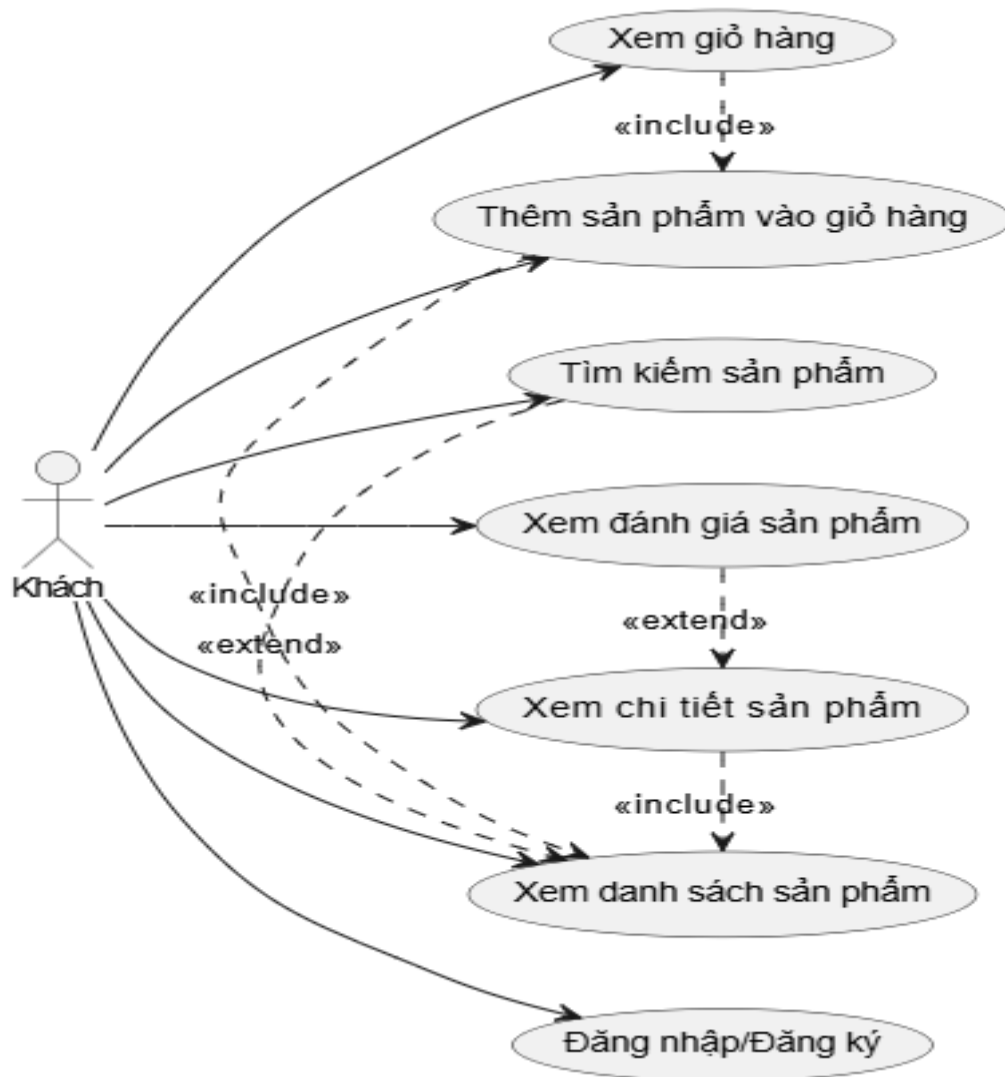 Xem giỏ hàng
«include»
Thêm sản phẩm vào giỏ hàng
Tìm kiếm sản phẩm
Xem đánh giá sản phẩm
Khách
«include»
«extend»
«extend»
Xem chi tiết sản phẩm
«include»
Xem danh sách sản phẩm
Đăng nhập/Đăng ký